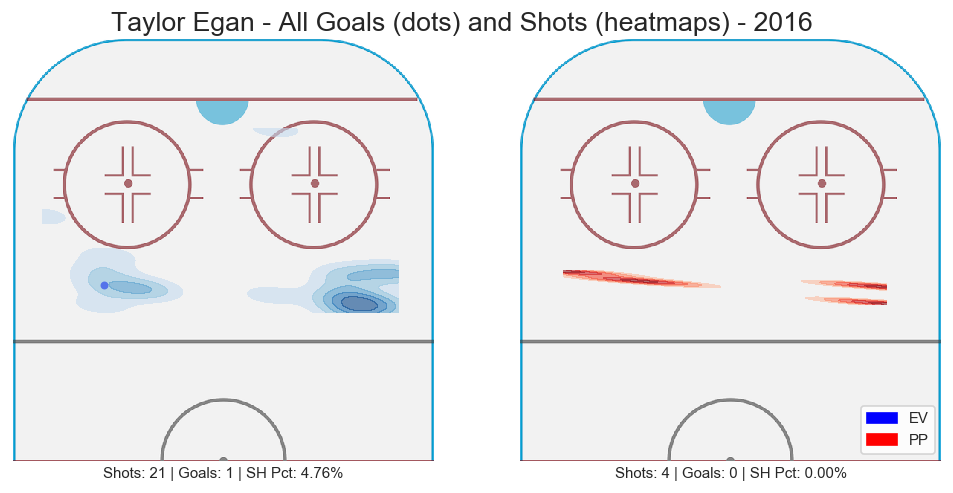 Taylor Egan - All Goals (dots) and Shots (heatmaps) - 2016
EV
PP
Shots: 21 | Goals: 1 | SH Pct: 4.76%
Shots: 4 | Goals: 0 | SH Pct: 0.00%